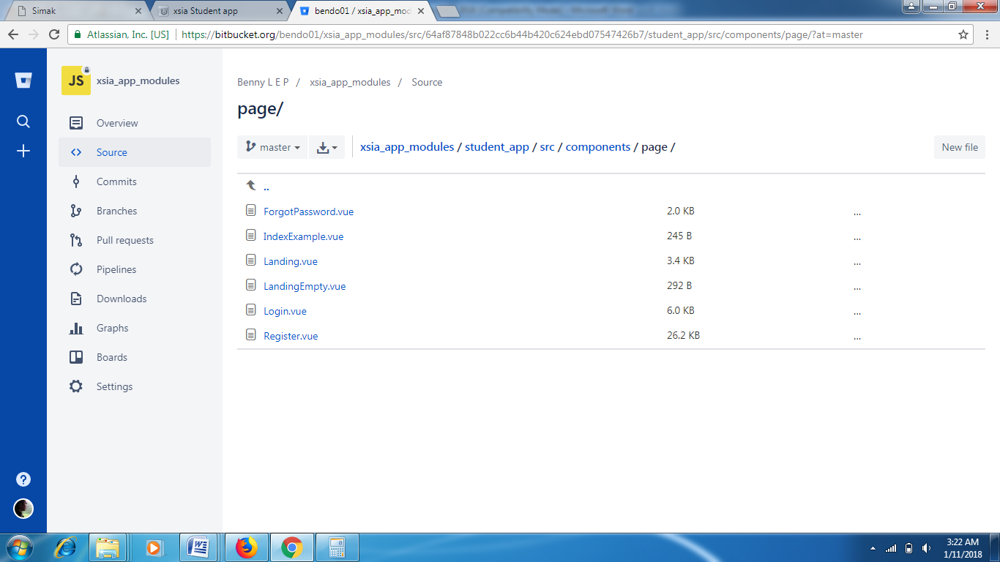 Simak
xsia Student app
bendo01 / xsia_app_mod
Atlassian, Inc. [US]
https://bitbucket.org/bendo01/xsia_app_modules/src/64af87848b022cc6b44b420c624ebd07547426b7/student_app/src/components/page/?at=master
JS
xsia_app_modules
Overview
Source
Commits
Branches
Pull requests
Pipelines
Downloads
Graphs
Boards
Settings
Benny L E P / xsia_app_modules / Source
page/
master
xsia_app_modules / student_app / src / components / page /
New file
..
ForgotPassword.vue 2.0 KB ...
IndexExample.vue 245 B ...
Landing.vue 3.4 KB ...
LandingEmpty.vue 292 B ...
Login.vue 6.0 KB ...
Register.vue 26.2 KB ...
3:22 AM
1/11/2018